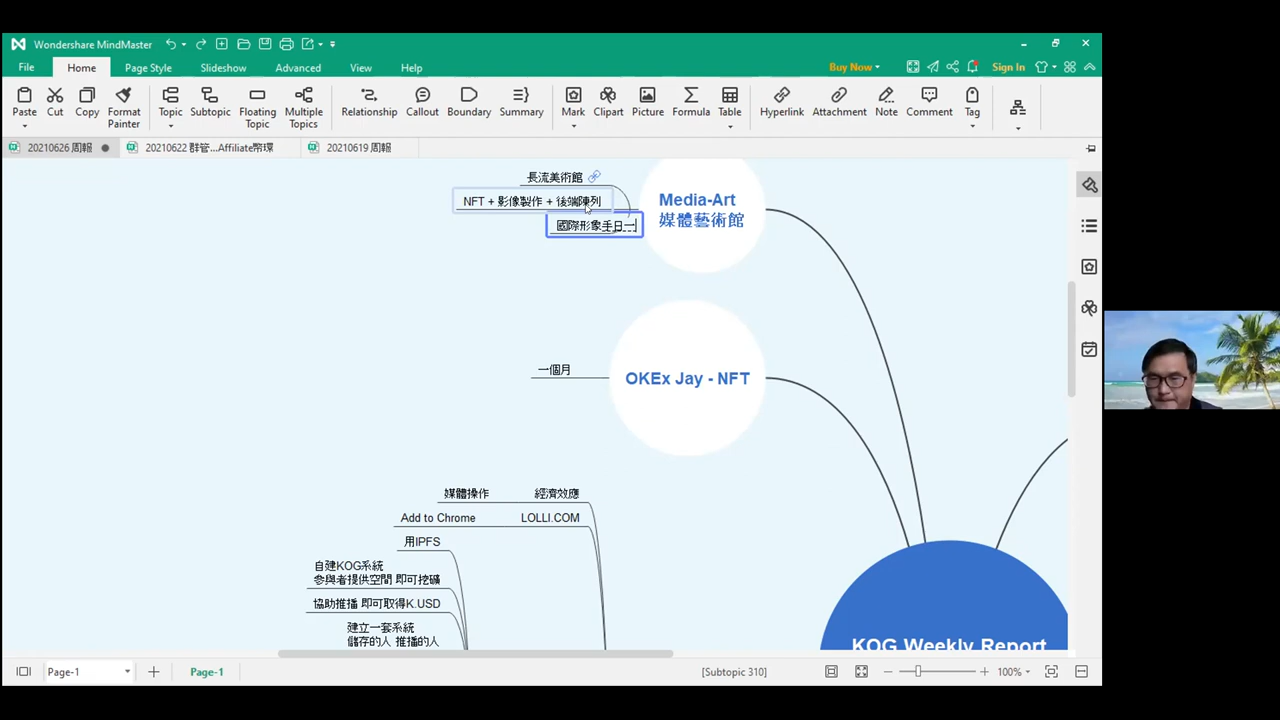 Wondershare MindMaster
File Home Page Style Slideshow Advanced View Help
Buy Now Sign In
Paste Cut Copy Format Painter Topic Subtopic Floating Topic Multiple Topics Relationship Callout Boundary Summary Mark Clipart Picture Formula Table Hyperlink Attachment Note Comment Tag
20210626 周報 20210622 群管...Affiliate幣環 20210619 周報
長流美術館
NFT + 影像製作 + 後端陳列
國際形象手日一
Media-Art
媒體藝術館
一個月
OKEx Jay - NFT
媒體操作 經濟效應
Add to Chrome LOLLI.COM
用IPFS
自建KOG系統
參與者提供空間 即可挖礦
協助推播 即可取得K.USD
建立一套系統
儲存的人 推播的人
KOG Weekly Report
Page-1 Page-1 [Subtopic 310] 100%